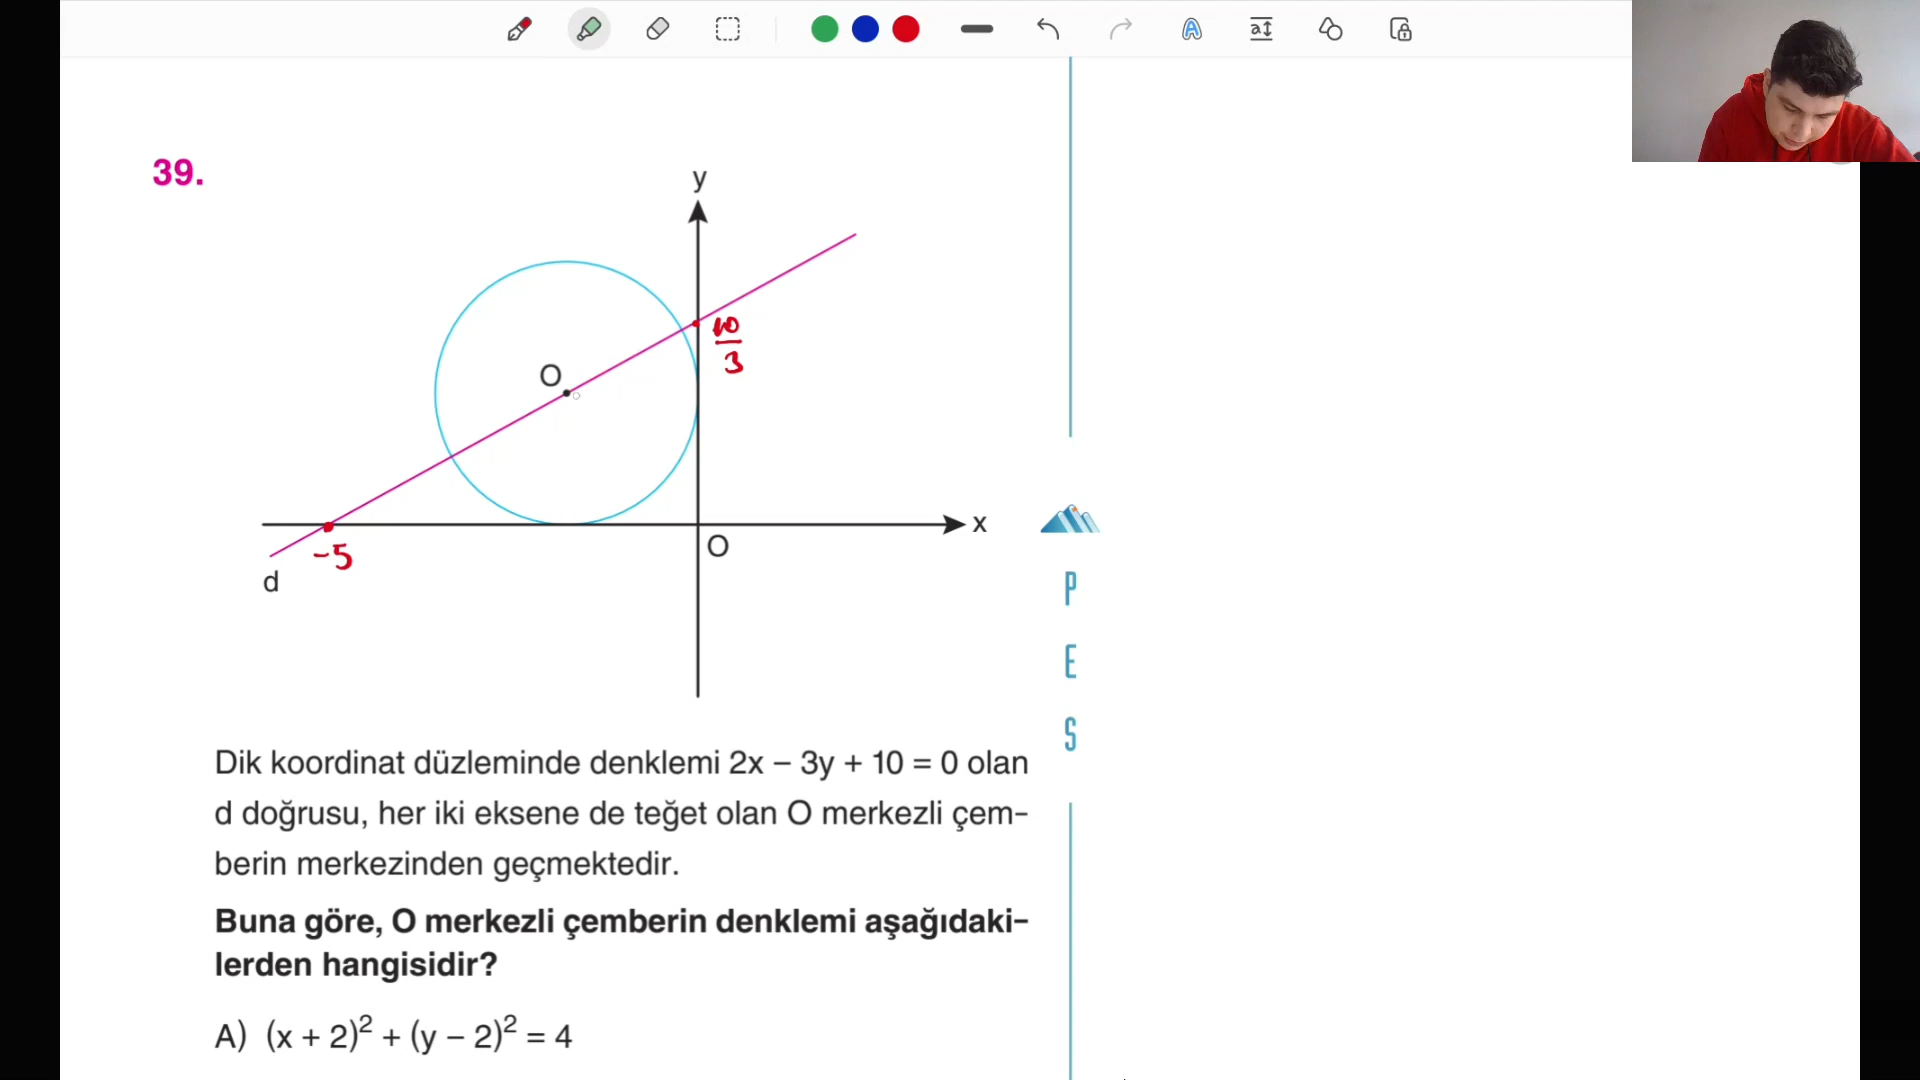 39.
y
10
3
O
x
O
-5
d
P
E
S
Dik koordinat düzleminde denklemi 2x − 3y + 10 = 0 olan
d doğrusu, her iki eksene de teğet olan O merkezli çem-
berin merkezinden geçmektedir.
Buna göre, O merkezli çemberin denklemi aşağıdaki-
lerden hangisidir?
A) (x + 2)² + (y − 2)² = 4